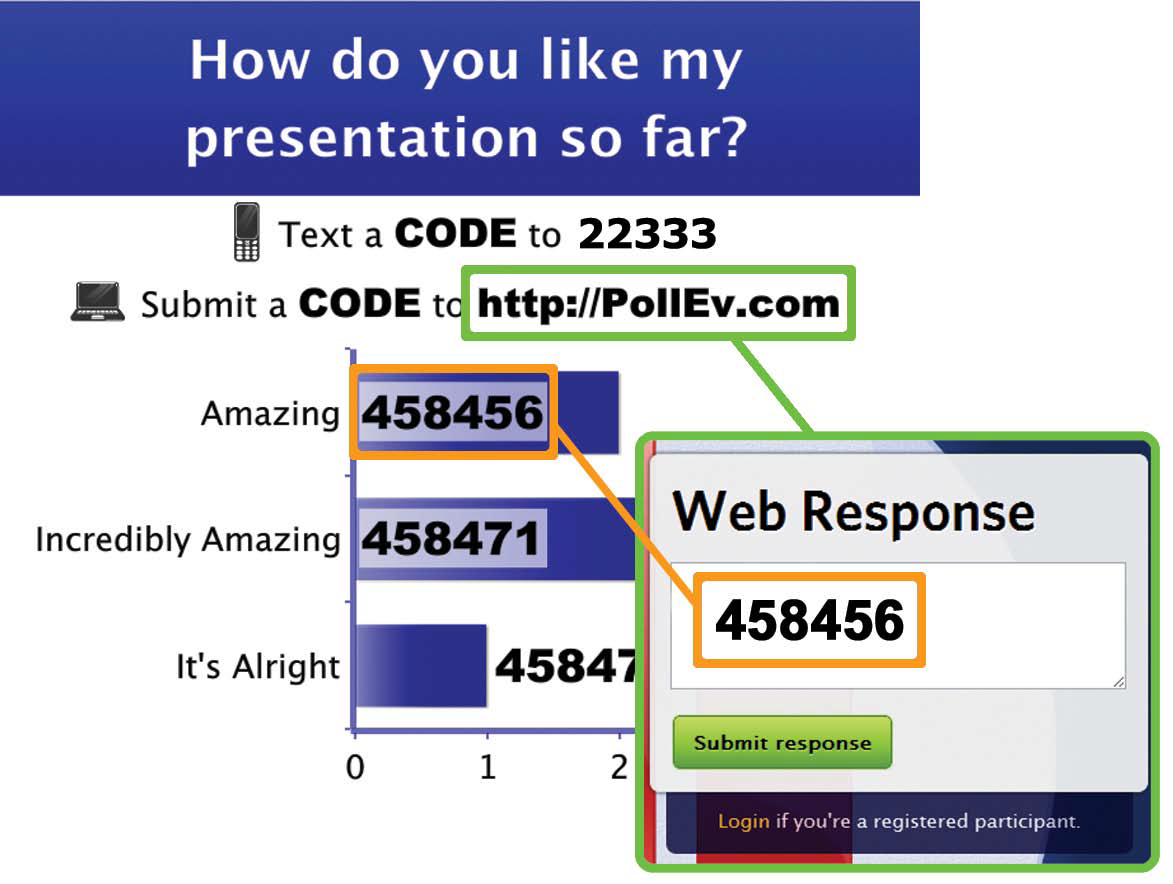 How do you like my
presentation so far?
Text a CODE to 22333
Submit a CODE to http://PollEv.com
Amazing 458456
Incredibly Amazing 458471
It's Alright
0 1 2
Web Response
458456
Submit response
Login if you're a registered participant.